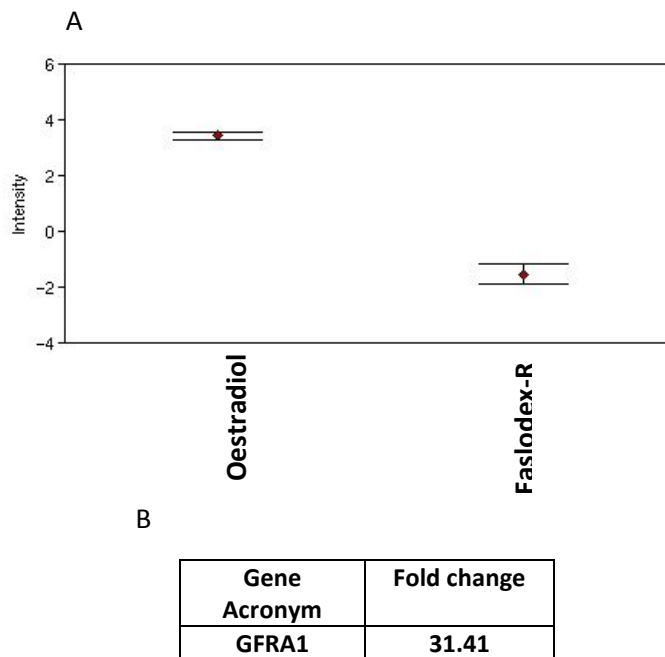 A
6
4
2
0
−2
−4
Intensity
Oestradiol
Faslodex-R
B
Gene Fold change
Acronym
GFRA1 31.41